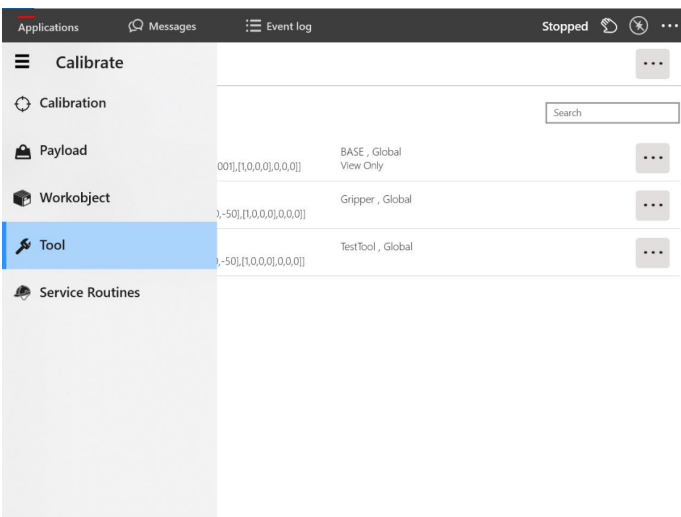 Applications Messages Event log Stopped
Calibrate
Calibration
Search
Payload
BASE , Global
001],[1,0,0,0],0,0,0]]
View Only
Workobject
Gripper , Global
),-50],[1,0,0,0],0,0,0]]
Tool
TestTool , Global
),-50],[1,0,0,0],0,0,0]]
Service Routines